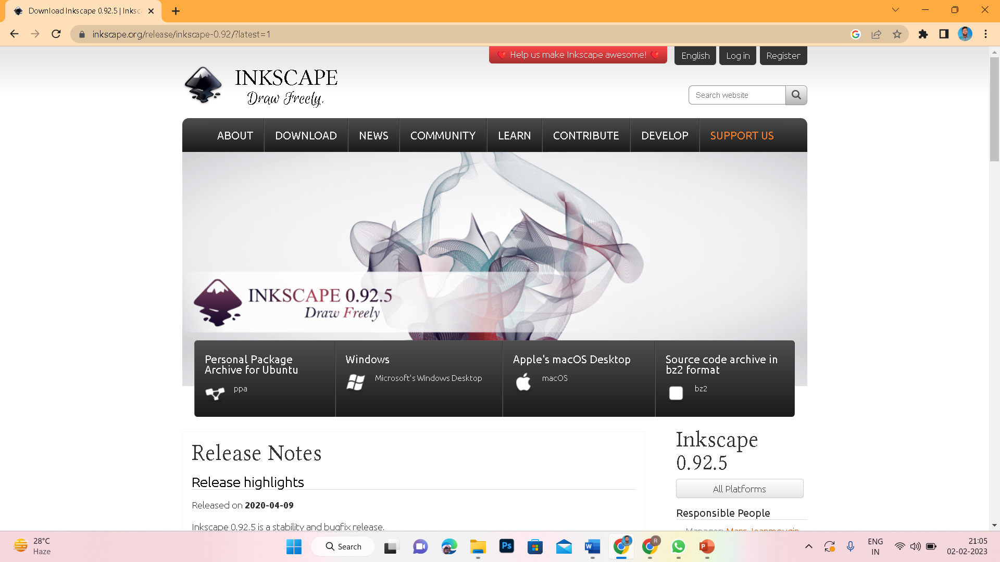 Download Inkscape 0.92.5 | Inksc
inkscape.org/release/inkscape-0.92/?latest=1
Help us make Inkscape awesome!
English
Log in
Register
INKSCAPE
Draw Freely.
Search website
ABOUT
DOWNLOAD
NEWS
COMMUNITY
LEARN
CONTRIBUTE
DEVELOP
SUPPORT US
INKSCAPE 0.92.5
Draw Freely
Personal Package
Archive for Ubuntu
ppa
Windows
Microsoft's Windows Desktop
Apple's macOS Desktop
macOS
Source code archive in
bz2 format
bz2
Release Notes
Release highlights
Released on 2020-04-09
Inkscape 0.92.5 is a stability and bugfix release.
Inkscape
0.92.5
All Platforms
Responsible People
Manager: Marc Jeanmougin
28°C
Haze
Search
Ps
W
R
P
ENG
IN
21:05
02-02-2023